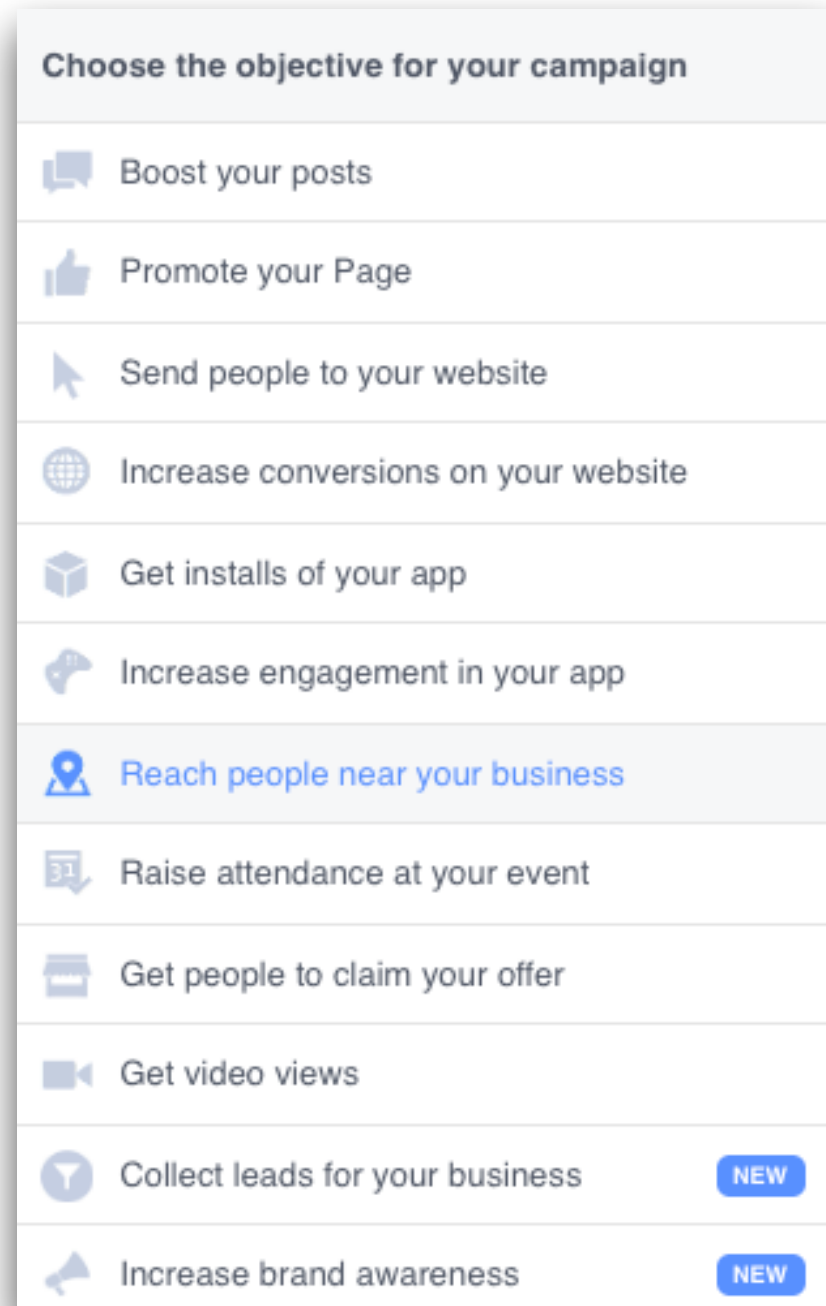 Choose the objective for your campaign
Boost your posts
Promote your Page
Send people to your website
Increase conversions on your website
Get installs of your app
Increase engagement in your app
Reach people near your business
31 Raise attendance at your event
Get people to claim your offer
Get video views
Collect leads for your business NEW
Increase brand awareness NEW